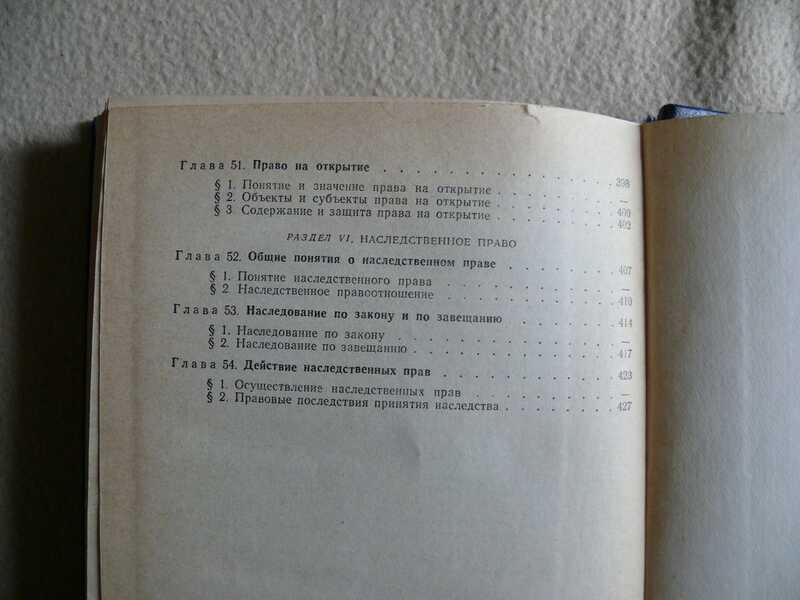 Глава 51. Право на открытие . . . . . . . . . . . . . 398
§ 1. Понятие и значение права на открытие . . . . . . . . —
§ 2. Объекты и субъекты права на открытие . . . . . . . . 400
§ 3. Содержание и защита права на открытие . . . . . . . . 402
РАЗДЕЛ VI. НАСЛЕДСТВЕННОЕ ПРАВО
Глава 52. Общие понятия о наследственном праве . . . . . . . 407
§ 1. Понятие наследственного права . . . . . . . . . . —
§ 2. Наследственное правоотношение . . . . . . . . . . 410
Глава 53. Наследование по закону и по завещанию . . . . . . . 414
§ 1. Наследование по закону . . . . . . . . . . . . —
§ 2. Наследование по завещанию . . . . . . . . . . . 417
Глава 54. Действие наследственных прав . . . . . . . . . . 423
§ 1. Осуществление наследственных прав . . . . . . . . . —
§ 2. Правовые последствия принятия наследства . . . . . . . 427